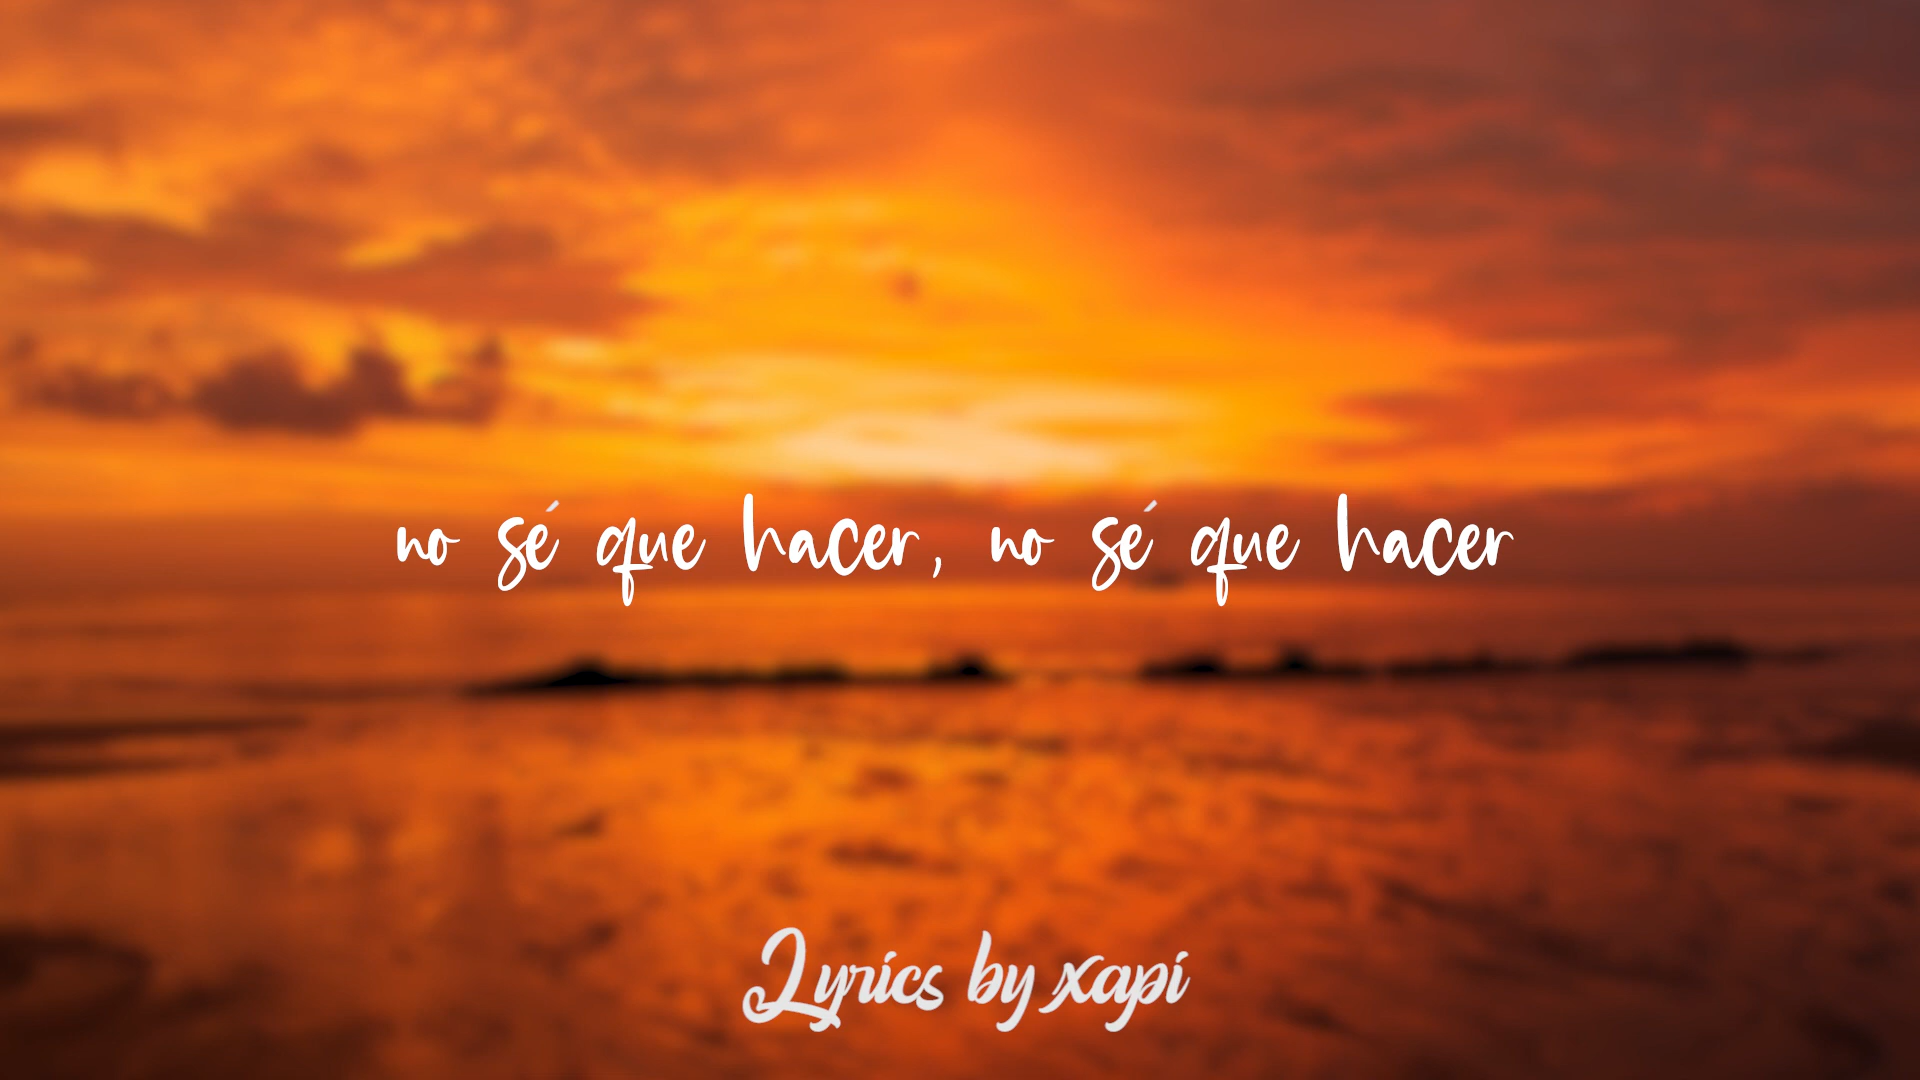 no sé que hacer, no sé que hacer
Lyrics by xapi